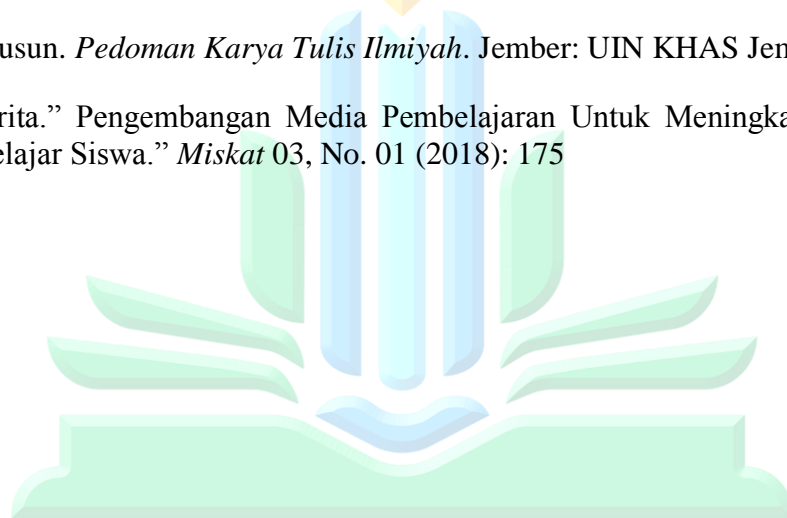 usun. Pedoman Karya Tulis Ilmiyah. Jember: UIN KHAS Jem
rita.” Pengembangan Media Pembelajaran Untuk Meningka
elajar Siswa.” Miskat 03, No. 01 (2018): 175